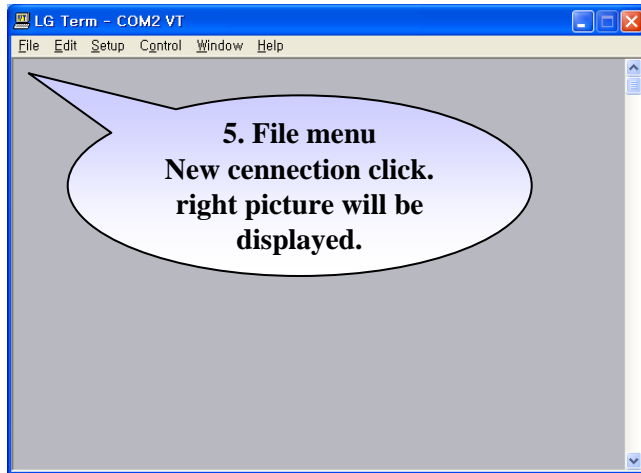 LG Term - COM2 VT
File Edit Setup Control Window Help
5. File menu
New cennection click.
right picture will be
displayed.